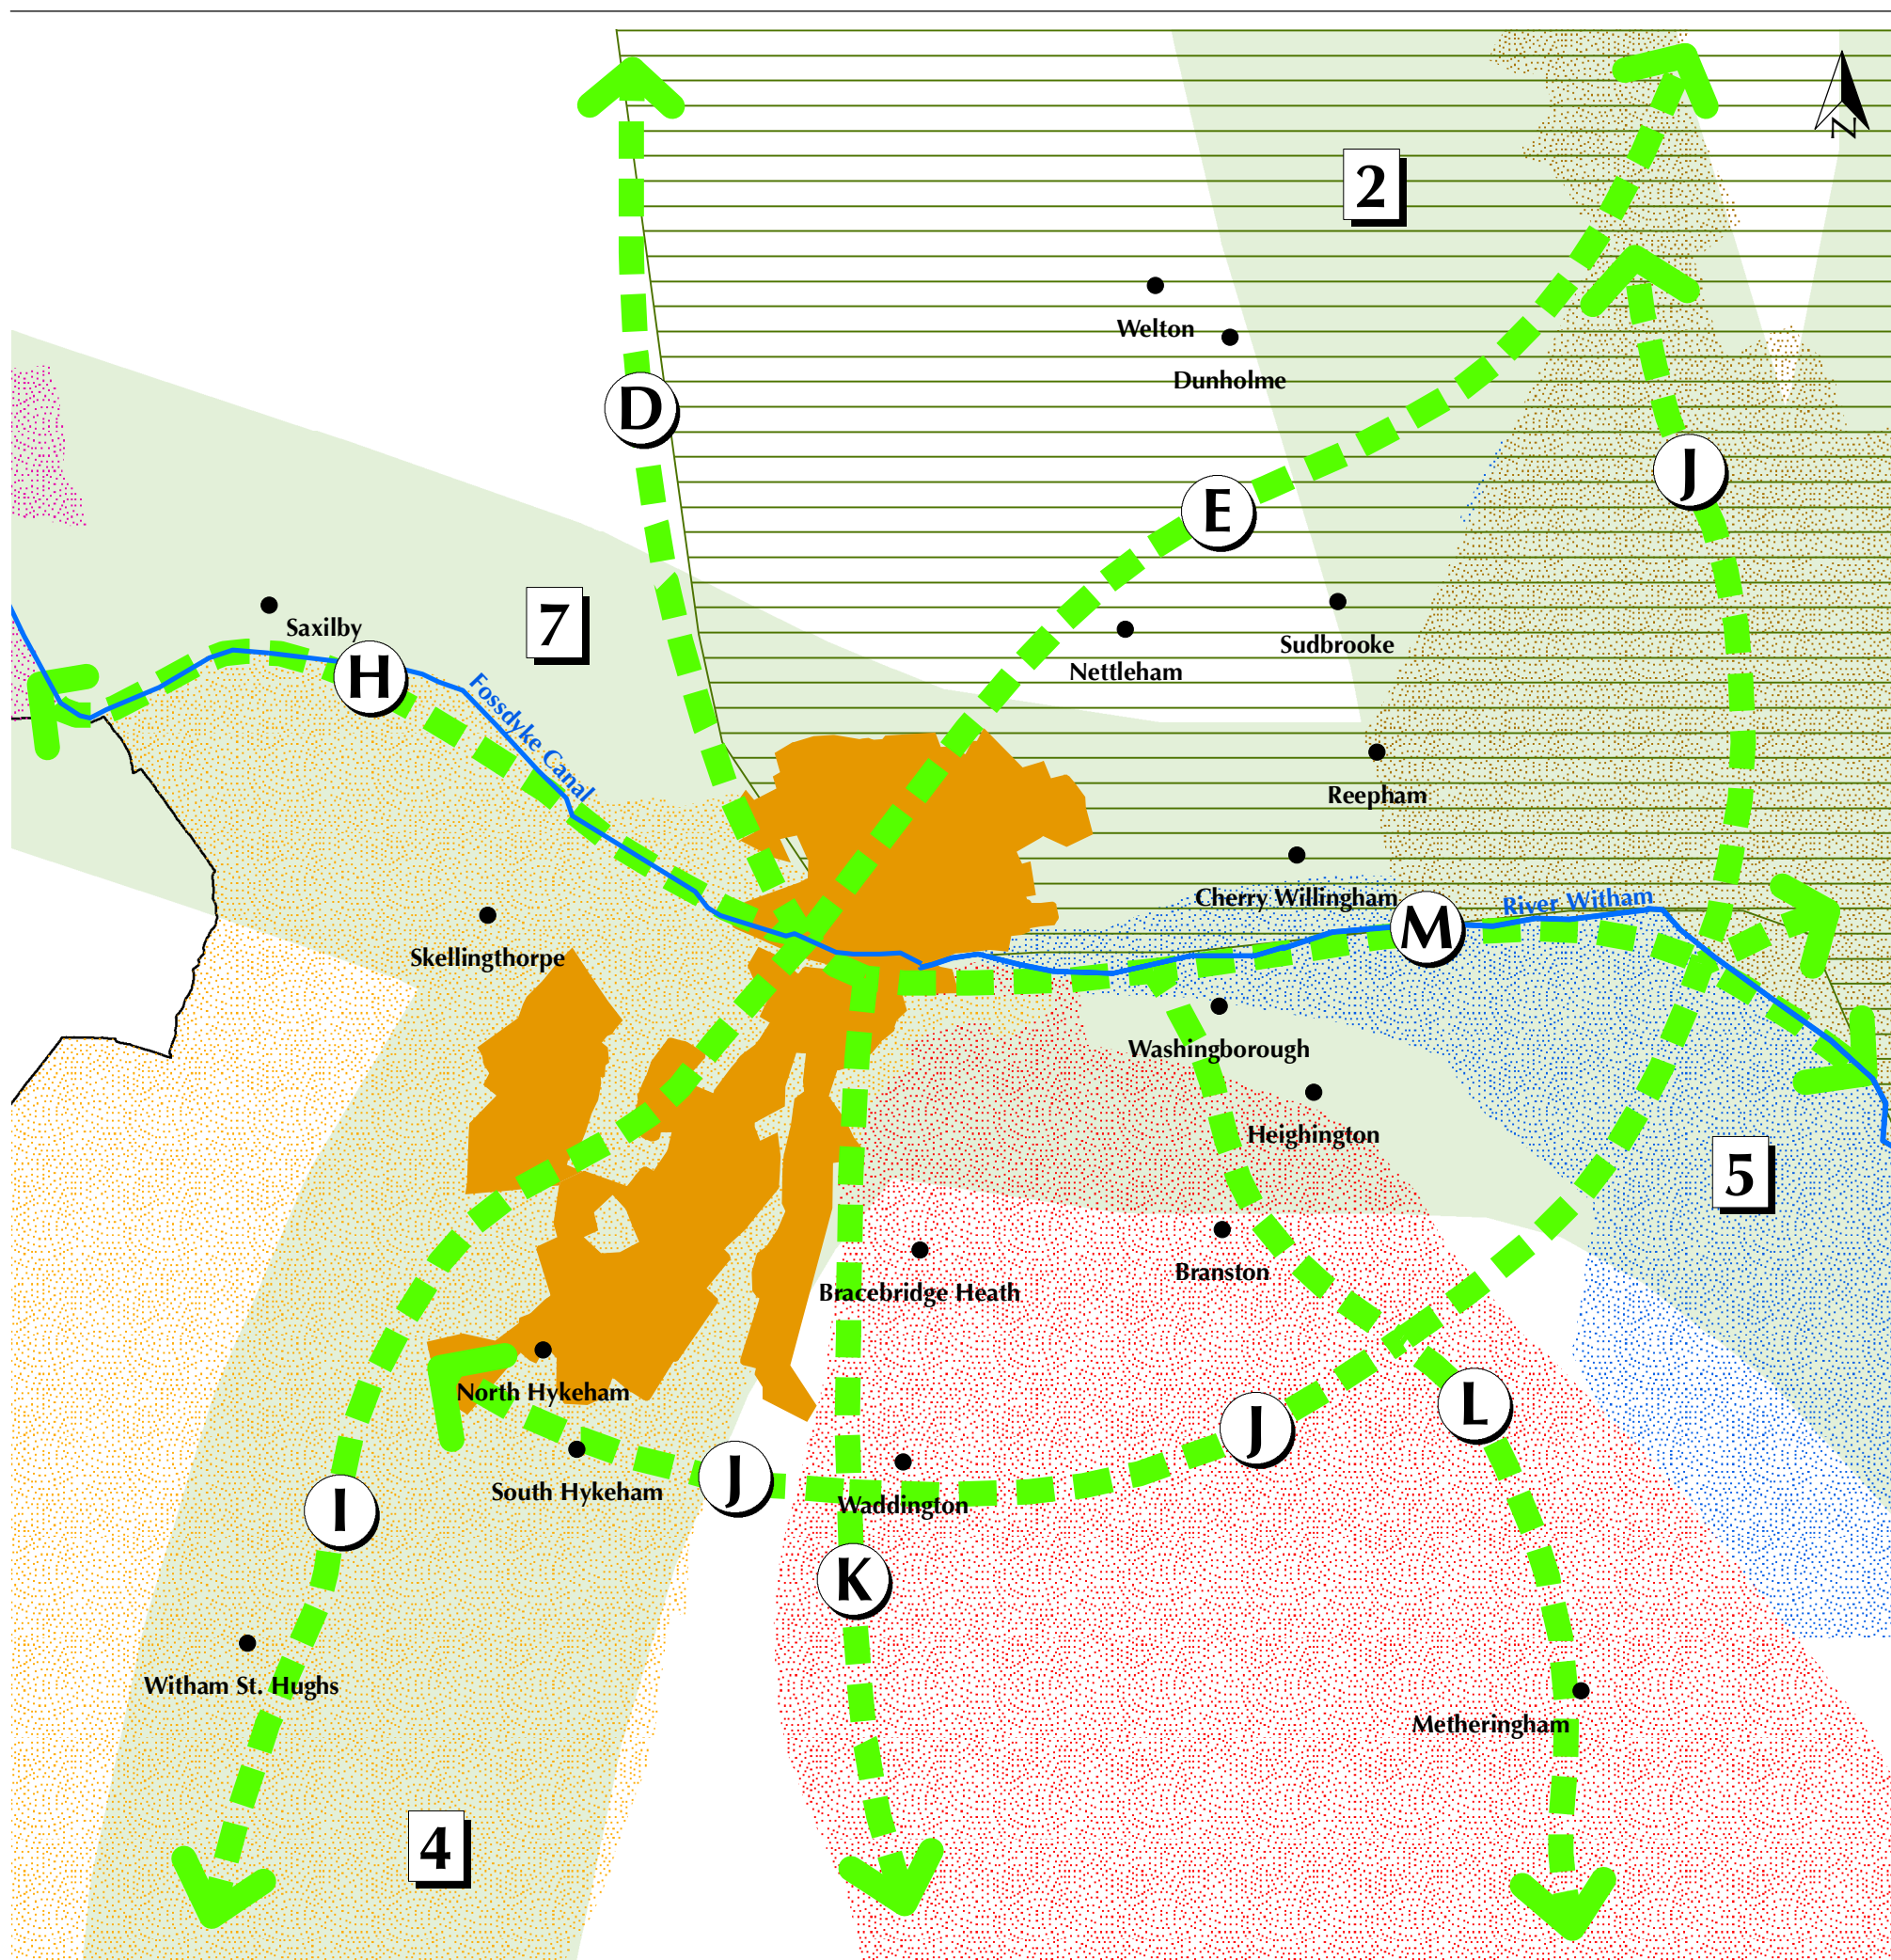 N
2
Welton
Dunholme
D
J
E
7
Saxilby
Sudbrooke
H
Nettleham
Fossdyke Canal
Reepham
Cherry Willingham
River Witham
M
Skellingthorpe
Washingborough
Heighington
5
Branston
Bracebridge Heath
North Hykeham
L
J
South Hykeham
J
Waddington
I
K
Witham St. Hughs
Metheringham
4